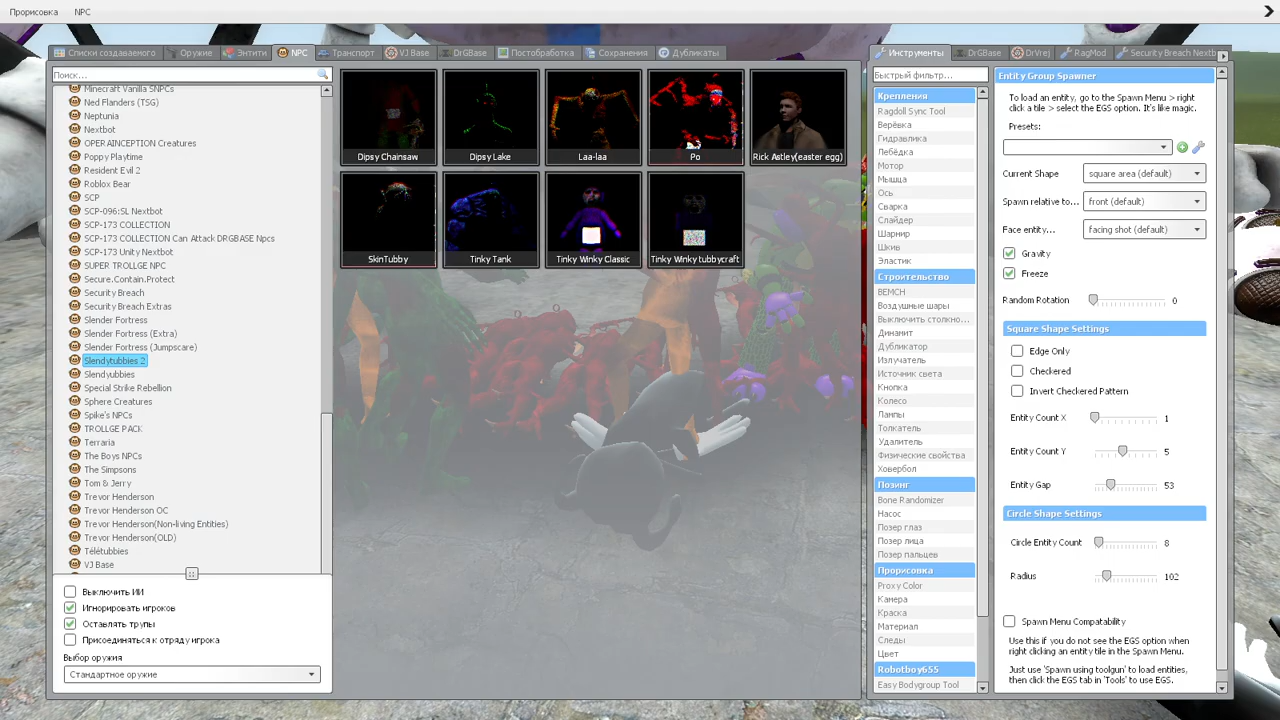 Прорисовка
NPC
Списки создаваемого
Оружие
Энтити
NPC
Транспорт
VJ Base
DrGBase
Постобработка
Сохранения
Дубликаты
Поиск...
Minecraft Vanilla SNPCs
Ned Flanders (TSG)
Neptunia
Nextbot
OPERAINCEPTION Creatures
Poppy Playtime
Resident Evil 2
Roblox Bear
SCP
SCP-096:SL Nextbot
SCP-173 COLLECTION
SCP-173 COLLECTION Can Attack DRGBASE Npcs
SCP-173 Unity Nextbot
SUPER TROLLGE NPC
Secure.Contain.Protect
Security Breach
Security Breach Extras
Slender Fortress
Slender Fortress (Extra)
Slender Fortress (Jumpscare)
Slendytubbies 2
Slendyubbies
Special Strike Rebellion
Sphere Creatures
Spike's NPCs
TROLLGE PACK
Terraria
The Boys NPCs
The Simpsons
Tom & Jerry
Trevor Henderson
Trevor Henderson OC
Trevor Henderson(Non-living Entities)
Trevor Henderson(OLD)
Télétubbies
VJ Base
Выключить ИИ
Игнорировать игроков
Оставлять трупы
Присоединяться к отряду игрока
Выбор оружия
Стандартное оружие
Dipsy Chainsaw
Dipsy Lake
Laa-laa
Po
Rick Astley(easter egg)
SkinTubby
Tinky Tank
Tinky Winky Classic
Tinky Winky tubbycraft
Инструменты
DrGBase
DrVrej
RagMod
Security Breach Nextb
Быстрый фильтр...
Крепления
Ragdoll Sync Tool
Верёвка
Гидравлика
Лебёдка
Мотор
Мышца
Ось
Сварка
Слайдер
Шарнир
Шкив
Эластик
Строительство
BEMCH
Воздушные шары
Выключить столкно...
Динамит
Дубликатор
Излучатель
Источник света
Кнопка
Колесо
Лампы
Толкатель
Удалитель
Физические свойства
Ховербол
Позинг
Bone Randomizer
Насос
Позер глаз
Позер лица
Позер пальцев
Прорисовка
Proxy Color
Камера
Краска
Материал
Следы
Цвет
Robotboy655
Easy Bodygroup Tool
Entity Group Spawner
To load an entity, go to the Spawn Menu > right
click a tile > select the EGS option. It's like magic.
Presets:
Current Shape
square area (default)
Spawn relative to...
front (default)
Face entity...
facing shot (default)
Gravity
Freeze
Random Rotation
0
Square Shape Settings
Edge Only
Checkered
Invert Checkered Pattern
Entity Count X
1
Entity Count Y
5
Entity Gap
53
Circle Shape Settings
Circle Entity Count
8
Radius
102
Spawn Menu Compatability
Use this if you do not see the EGS option when
right clicking an entity tile in the Spawn Menu.
Just use 'Spawn using toolgun' to load entities,
then click the EGS tab in 'Tools' to use EGS.